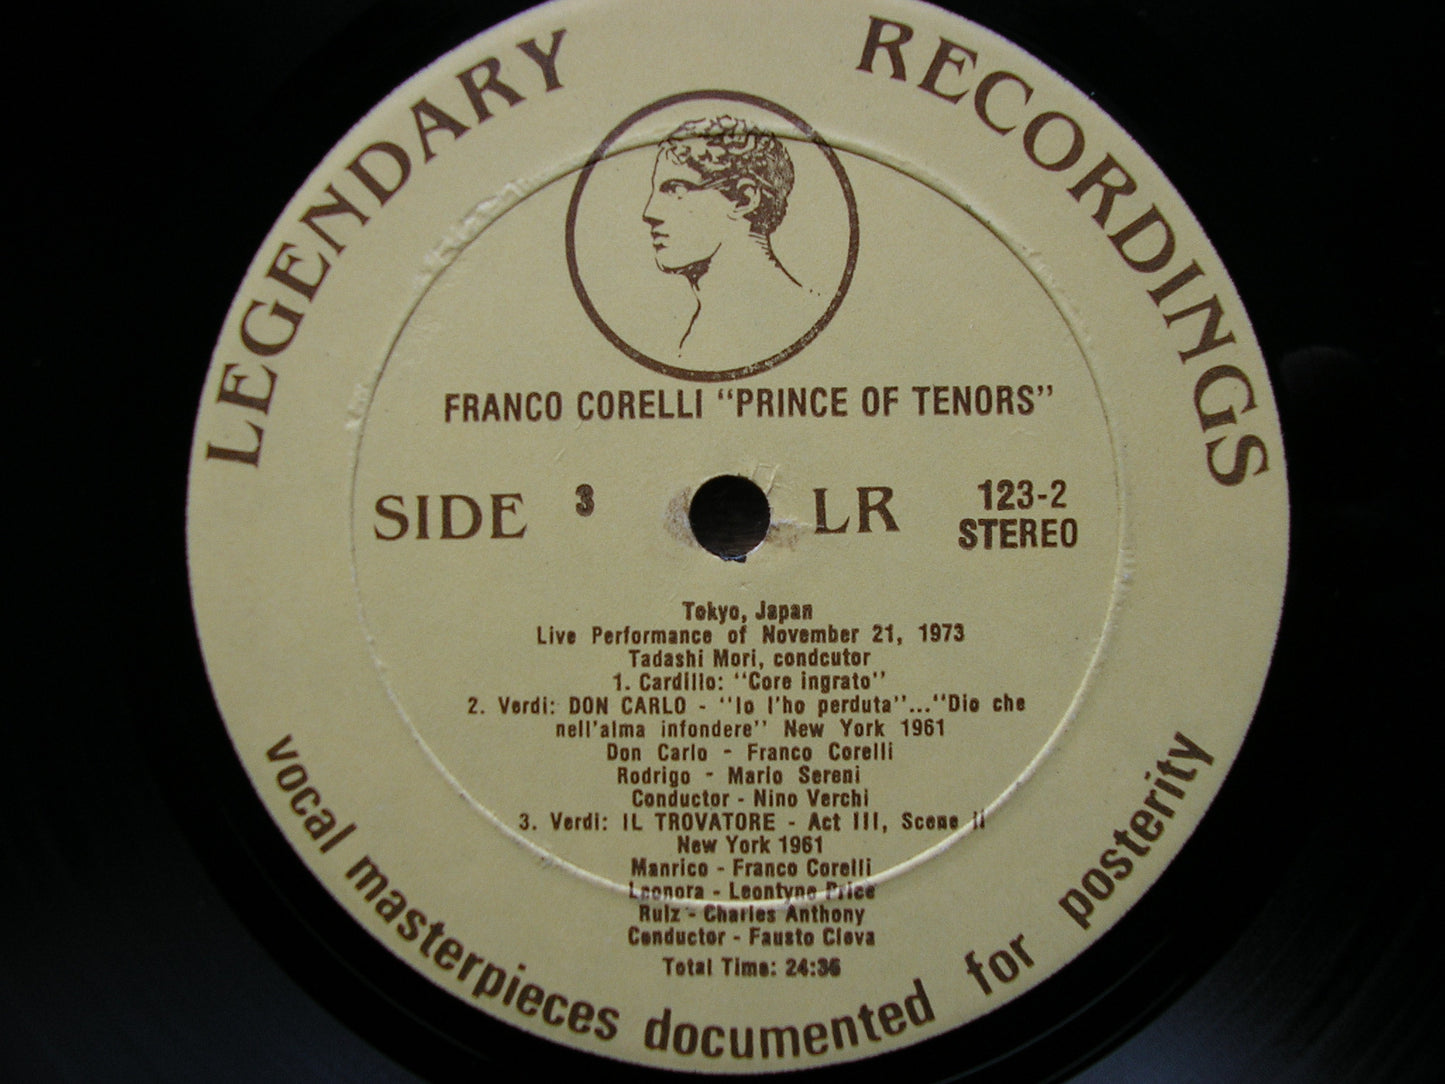 LEGENDARY RECORDINGS
FRANCO CORELLI "PRINCE OF TENORS"
SIDE 3 LR 123-2
STEREO
Tokyo, Japan
Live Performance of November 21, 1973
Tadashi Mori, condcutor
1. Cardillo: "Core ingrato"
2. Verdi: DON CARLO - "Io l'ho perduta"..."Dio che
nell'alma infondere" New York 1961
Don Carlo - Franco Corelli
Rodrigo - Mario Sereni
Conductor - Nino Verchi
3. Verdi: IL TROVATORE - Act III, Scene ii
New York 1961
Manrico - Franco Corelli
Leonora - Leontyne Price
Ruiz - Charles Anthony
Conductor - Fausto Cleva
Total Time: 24:36
vocal masterpieces documented for posterity